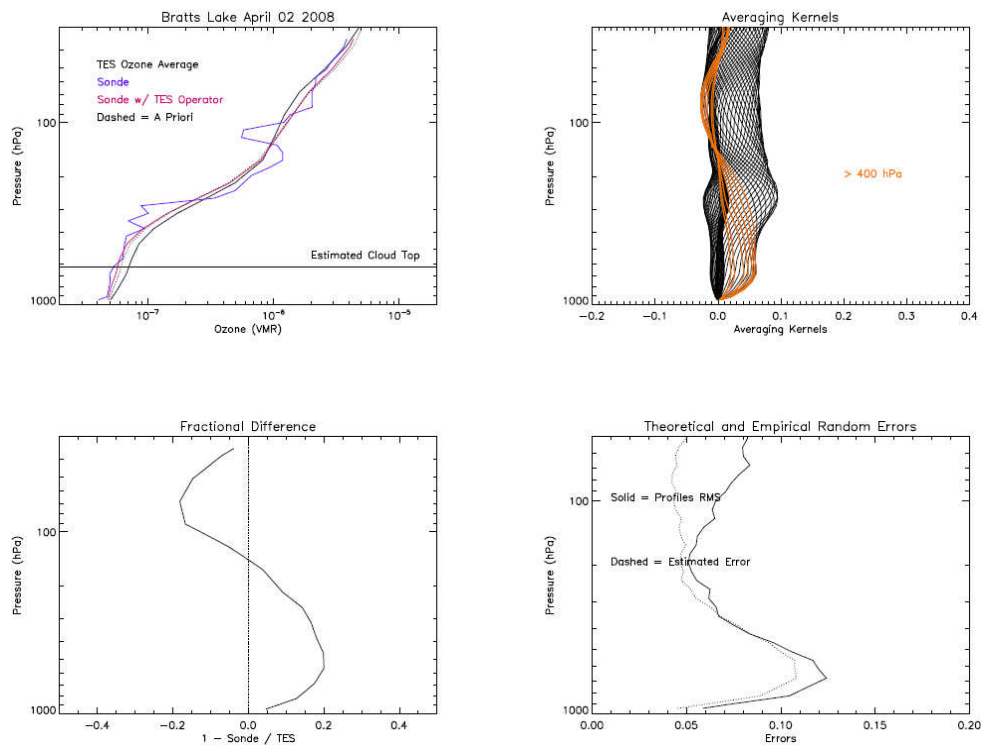 Bratts Lake April 02 2008
TES Ozone Average
Sonde
Sonde w/ TES Operator
Dashed = A Priori
Estimated Cloud Top
Pressure (hPa)
100
1000
10⁻⁷
10⁻⁶
10⁻⁵
Ozone (VMR)
Averaging Kernels
> 400 hPa
Pressure (hPa)
100
1000
−0.2
−0.1
0.0
0.1
0.2
0.3
0.4
Averaging Kernels
Fractional Difference
Pressure (hPa)
100
1000
−0.4
−0.2
0.0
0.2
0.4
1 − Sonde / TES
Theoretical and Empirical Random Errors
Solid = Profiles RMS
Dashed = Estimated Error
Pressure (hPa)
100
1000
0.00
0.05
0.10
0.15
0.20
Errors